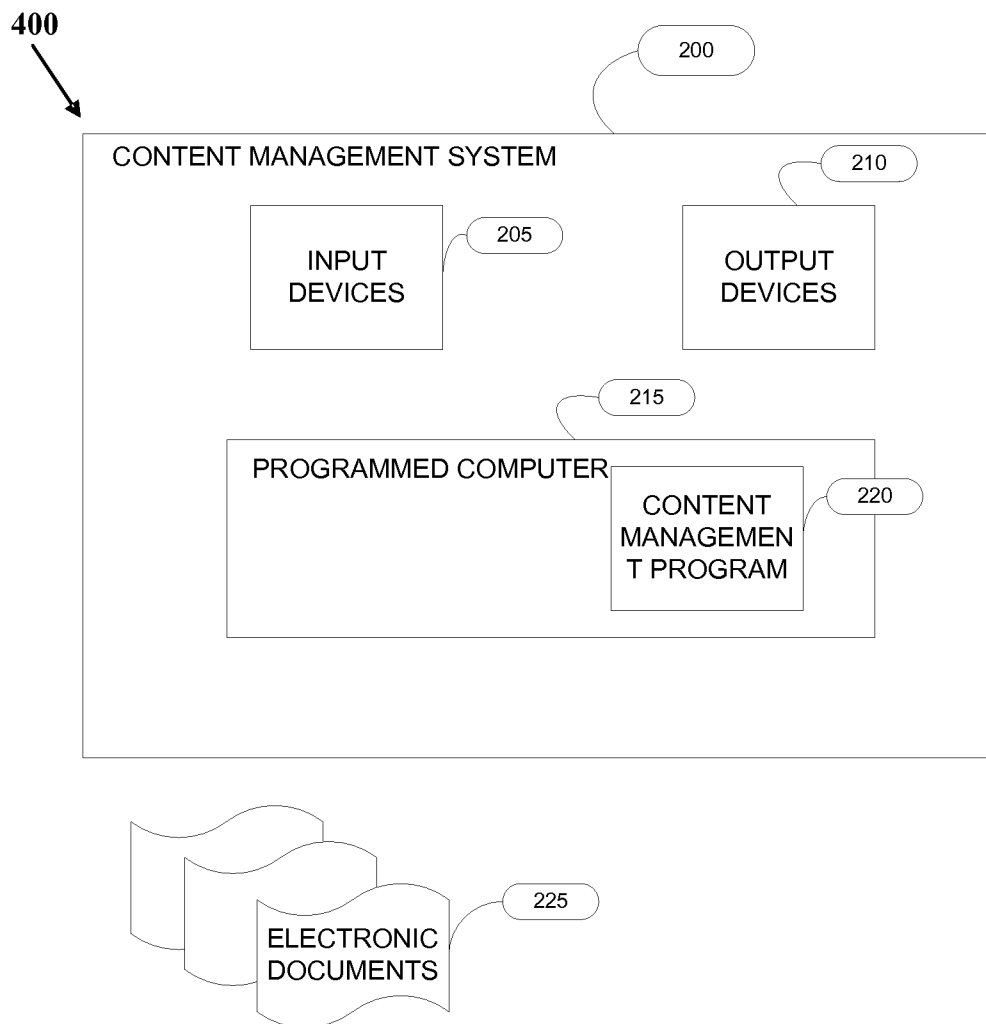 400
200
CONTENT MANAGEMENT SYSTEM
210
205
INPUT
DEVICES
OUTPUT
DEVICES
215
PROGRAMMED COMPUTER
220
CONTENT
MANAGEMEN
T PROGRAM
225
ELECTRONIC
DOCUMENTS